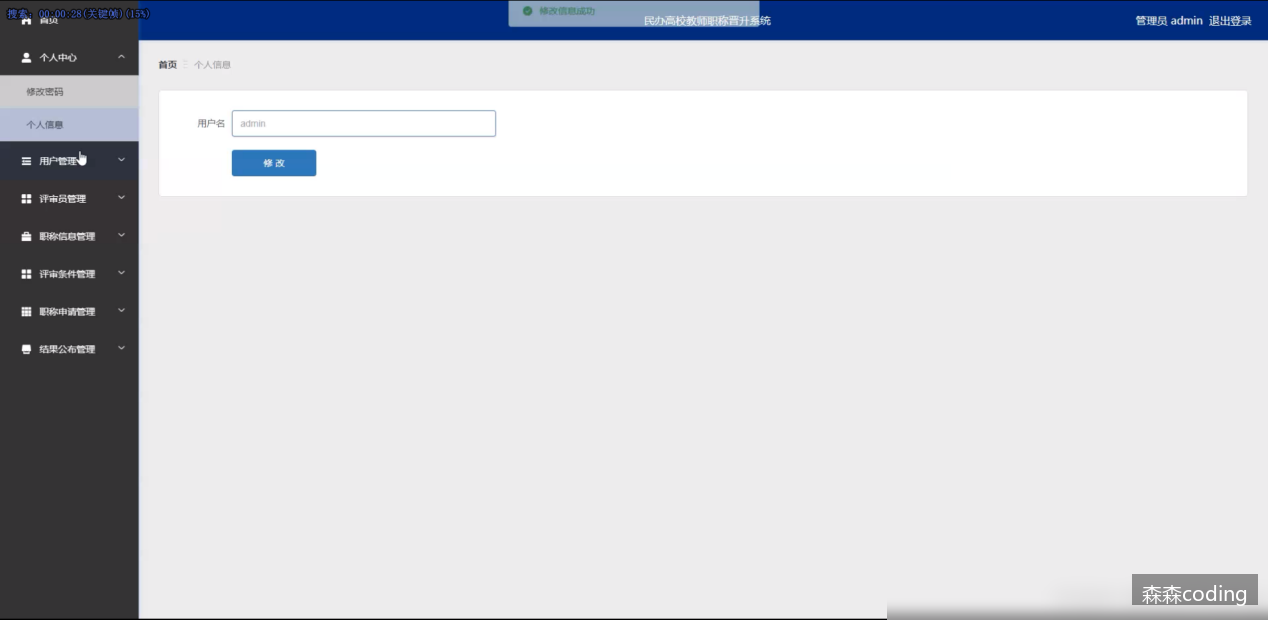 搜索: 00:00:28(关键帧)(15%)
首页
修改信息成功
民办高校教师职称晋升系统
管理员 admin 退出登录
个人中心
首页 个人信息
修改密码
个人信息
用户名 admin
修 改
用户管理
评审员管理
职称信息管理
评审条件管理
职称申请管理
结果公布管理
森森coding